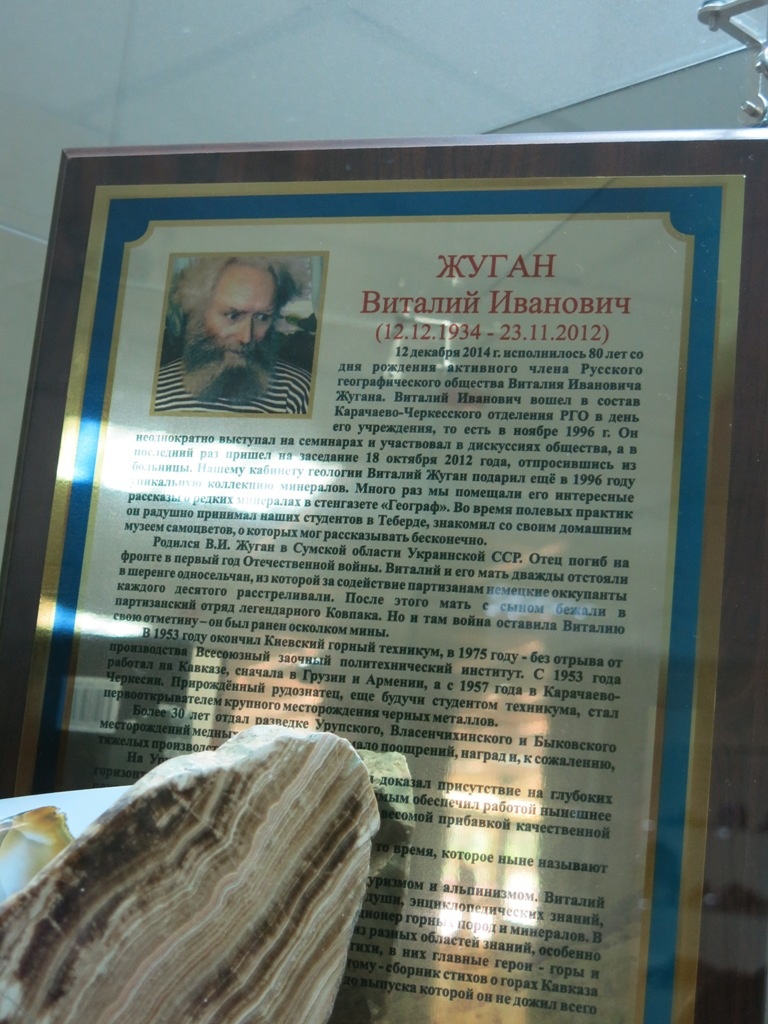 ЖУГАН
Виталий Иванович
(12.12.1934 - 23.11.2012)
12 декабря 2014 г. исполнилось 80 лет со
дня рождения активного члена Русского
географического общества Виталия Ивановича
Жугана. Виталий Иванович вошел в состав
Карачаево-Черкесского отделения РГО в день
его учреждения, то есть в ноябре 1996 г. Он
неоднократно выступал на семинарах и участвовал в дискуссиях общества, а в
последний раз пришел на заседание 18 октября 2012 года, отпросившись из
больницы. Нашему кабинету геологии Виталий Жуган подарил ещё в 1996 году
уникальную коллекцию минералов. Много раз мы помещали его интересные
рассказы о редких минералах в стенгазете «Географ». Во время полевых практик
он радушно принимал наших студентов в Теберде, знакомил со своим домашним
музеем самоцветов, о которых мог рассказывать бесконечно.
Родился В.И. Жуган в Сумской области Украинской ССР. Отец погиб на
фронте в первый год Отечественной войны. Виталий и его мать дважды отстояли
в шеренге односельчан, из которой за содействие партизанам немецкие оккупанты
каждого десятого расстреливали. После этого мать с сыном бежали в
партизанский отряд легендарного Ковпака. Но и там война оставила Виталию
свою отметину – он был ранен осколком мины.
В 1953 году окончил Киевский горный техникум, в 1975 году - без отрыва от
производства Всесоюзный заочный политехнический институт. С 1953 года
работал на Кавказе, сначала в Грузии и Армении, а с 1957 года в Карачаево-
Черкесии. Прирождённый рудознатец, еще будучи студентом техникума, стал
первооткрывателем крупного месторождения черных металлов.
Более 30 лет отдал разведке Урупского, Власенчихинского и Быковского
месторождений медных поощрений, наград и, к сожалению,
тяжелых
На доказал присутствие на глубоких
обеспечил работой нынешнее
прибавкой качественной
то время, которое ныне называют
и альпинизмом. Виталий
души, энциклопедических знаний,
горных пород и минералов. В
из разных областей знаний, особенно
в них главные герои - горы и
сборник стихов о горах Кавказа
до выпуска которой он не дожил всего